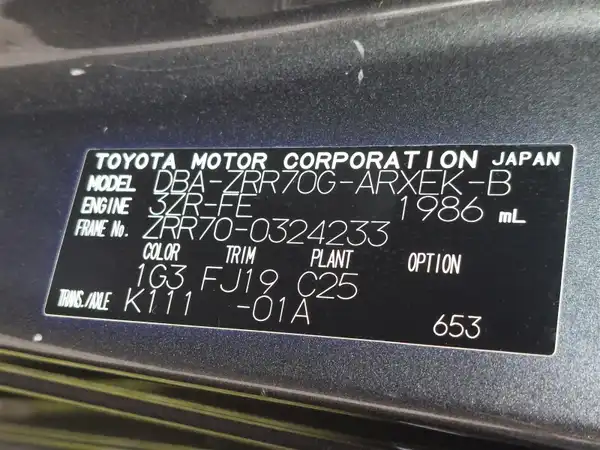 TOYOTA MOTOR CORPORATION JAPAN
MODEL DBA-ZRR70G-ARXEK-B
ENGINE 3ZR-FE 1986 mL
FRAME No. ZRR70-0324233
COLOR TRIM PLANT OPTION
1G3 FJ19 C25
TRANS./AXLE K111 -01A
653